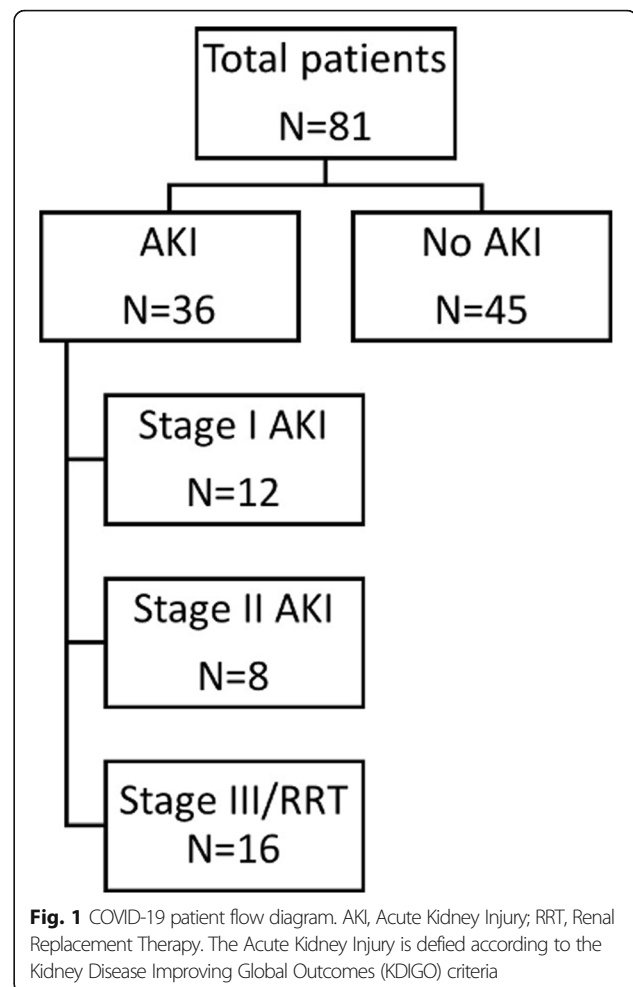 Total patients
N=81
AKI
N=36
No AKI
N=45
Stage I AKI
N=12
Stage II AKI
N=8
Stage III/RRT
N=16
Fig. 1 COVID-19 patient flow diagram. AKI, Acute Kidney Injury; RRT, Renal
Replacement Therapy. The Acute Kidney Injury is defied according to the
Kidney Disease Improving Global Outcomes (KDIGO) criteria